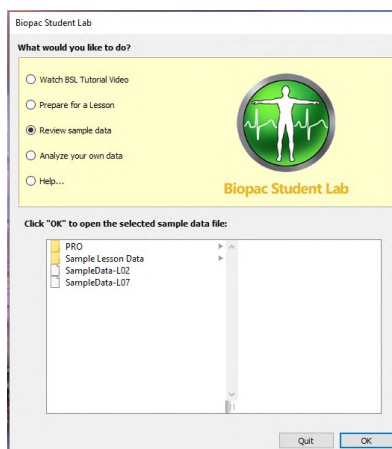 Biopac Student Lab
What would you like to do?
Watch BSL Tutorial Video
Prepare for a Lesson
Review sample data
Analyze your own data
Help...
Biopac Student Lab
Click "OK" to open the selected sample data file:
PRO
Sample Lesson Data
SampleData-L02
SampleData-L07
Quit
OK